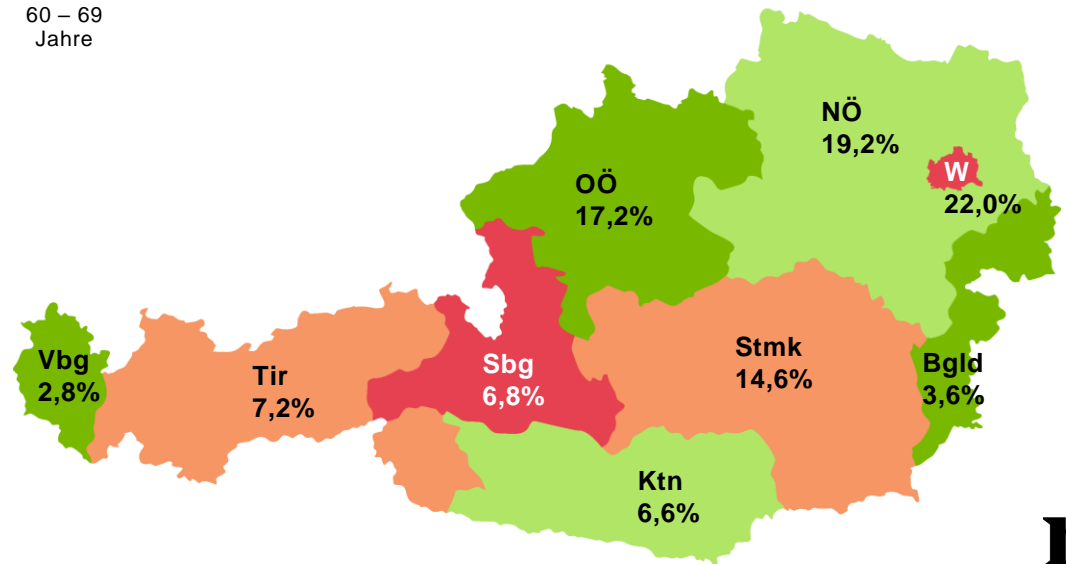 60 – 69
Jahre
NÖ
19,2%
W
22,0%
OÖ
17,2%
Vbg
2,8%
Tir
7,2%
Sbg
6,8%
Stmk
14,6%
Bgld
3,6%
Ktn
6,6%